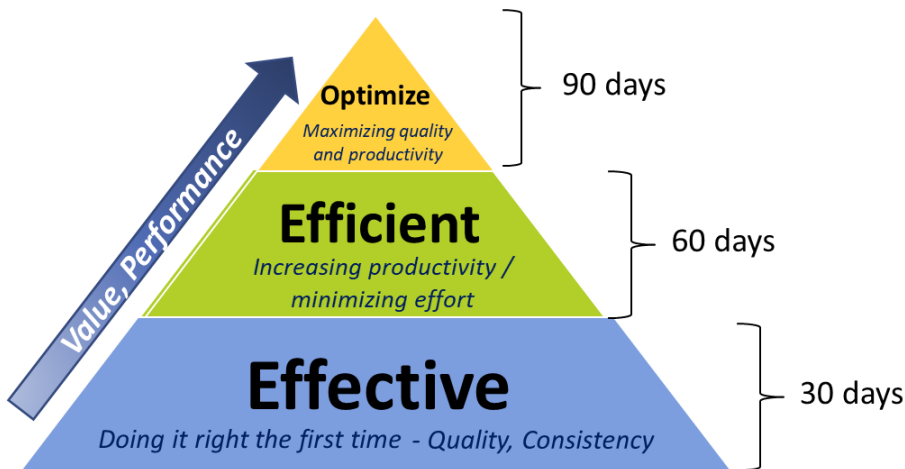 Optimize
Maximizing quality
and productivity
90 days
Efficient
Increasing productivity /
minimizing effort
60 days
Effective
Doing it right the first time - Quality, Consistency
30 days
Value, Performance